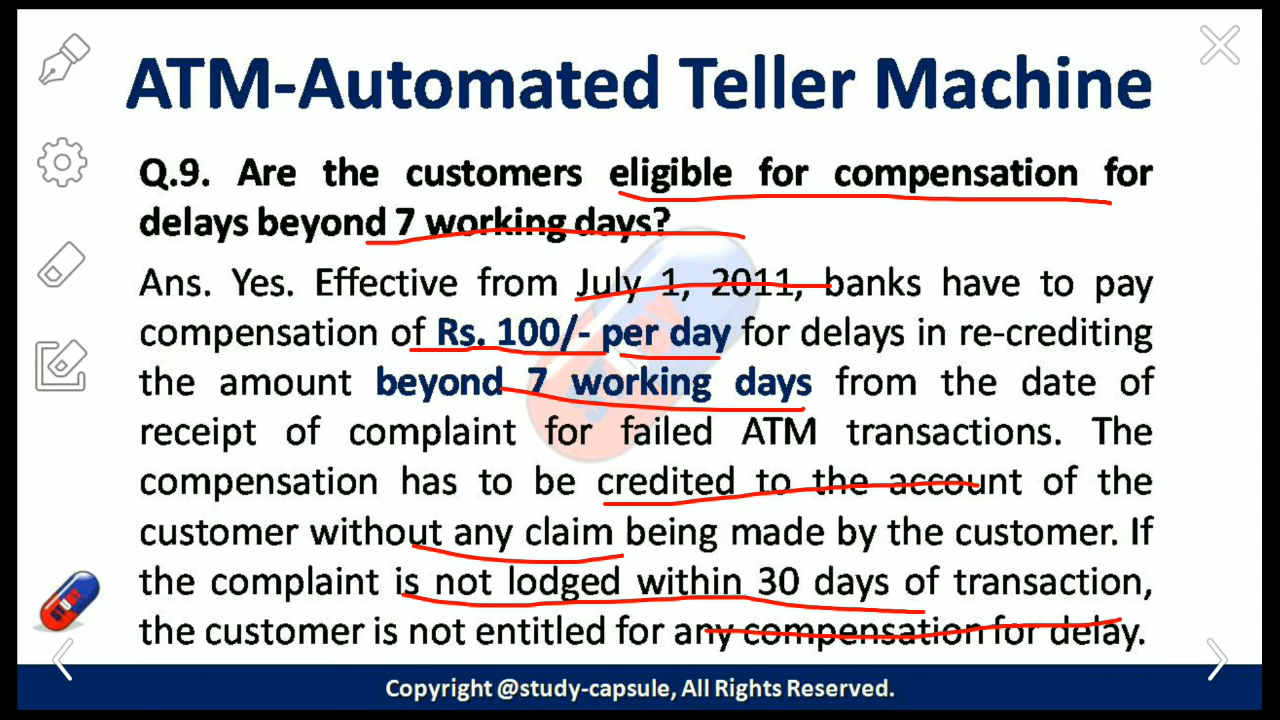 ATM-Automated Teller Machine
Q.9. Are the customers eligible for compensation for
delays beyond 7 working days?
Ans. Yes. Effective from July 1, 2011, banks have to pay
compensation of Rs. 100/- per day for delays in re-crediting
the amount beyond 7 working days from the date of
receipt of complaint for failed ATM transactions. The
compensation has to be credited to the account of the
customer without any claim being made by the customer. If
the complaint is not lodged within 30 days of transaction,
the customer is not entitled for any compensation for delay.
STUDY
Copyright @study-capsule, All Rights Reserved.